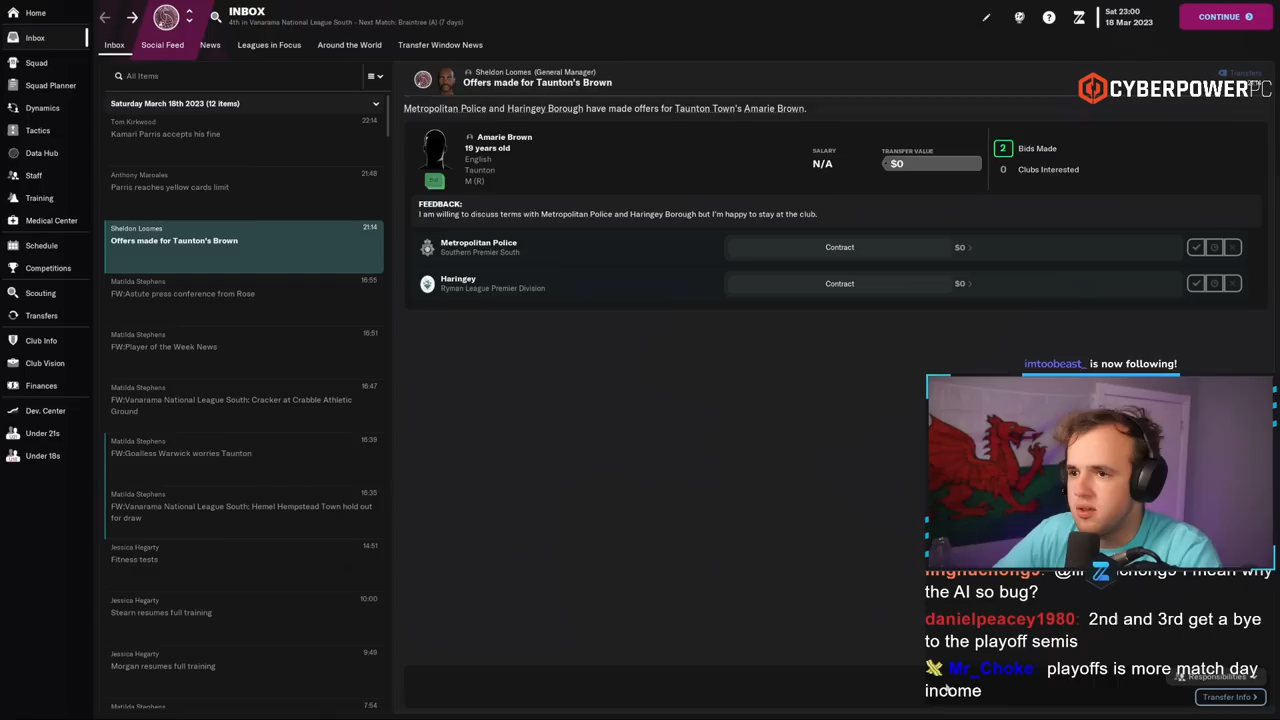 Home
Inbox
Squad
Squad Planner
Dynamics
Tactics
Data Hub
Staff
Training
Medical Center
Schedule
Competitions
Scouting
Transfers
Club Info
Club Vision
Finances
Dev. Center
Under 21s
Under 18s
INBOX
4th in Vanarama National League South - Next Match: Braintree (A) (7 days)
Sat 23:00
18 Mar 2023
CONTINUE
Inbox
Social Feed
News
Leagues in Focus
Around the World
Transfer Window News
All Items
Saturday March 18th 2023 (12 items)
Tom Kirkwood 22:14
Kamari Parris accepts his fine
Anthony Maroales 21:48
Parris reaches yellow cards limit
Sheldon Loomes 21:14
Offers made for Taunton's Brown
Matilda Stephens 16:55
FW:Astute press conference from Rose
Matilda Stephens 16:51
FW:Player of the Week News
Matilda Stephens 16:47
FW:Vanarama National League South: Cracker at Crabble Athletic
Ground
Matilda Stephens 16:39
FW:Goalless Warwick worries Taunton
Matilda Stephens 16:35
FW:Vanarama National League South: Hemel Hempstead Town hold out
for draw
Jessica Hegarty 14:51
Fitness tests
Jessica Hegarty 10:00
Stearn resumes full training
Jessica Hegarty 9:49
Morgan resumes full training
Matilda Stephens 7:54
Sheldon Loomes (General Manager)
Offers made for Taunton's Brown
Transfers
CYBERPOWERPC
Metropolitan Police and Haringey Borough have made offers for Taunton Town's Amarie Brown.
Amarie Brown
19 years old
English
Taunton
M (R)
SALARY
N/A
TRANSFER VALUE
$0
2 Bids Made
0 Clubs Interested
FEEDBACK:
I am willing to discuss terms with Metropolitan Police and Haringey Borough but I'm happy to stay at the club.
Metropolitan Police
Southern Premier South
Contract
$0
Haringey
Ryman League Premier Division
Contract
$0
imtoobeast_ is now following!
I mean why
the AI so bug?
danielpeacey1980: 2nd and 3rd get a bye
to the playoff semis
Mr_Choke: playoffs is more match day
income
Responsibilities
Transfer Info